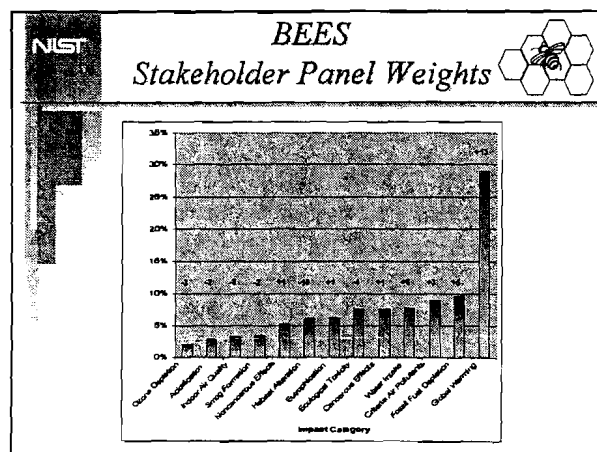 NIST
BEES
Stakeholder Panel Weights
35%
30%
25%
20%
15%
10%
5%
0%
Ozone Depletion
Acidification
Indoor Air Quality
Smog Formation
Noncancerous Effects
Habitat Alteration
Eutrophication
Ecological Toxicity
Cancerous Effects
Water Intake
Criteria Air Pollutants
Fossil Fuel Depletion
Global Warming
Impact Category